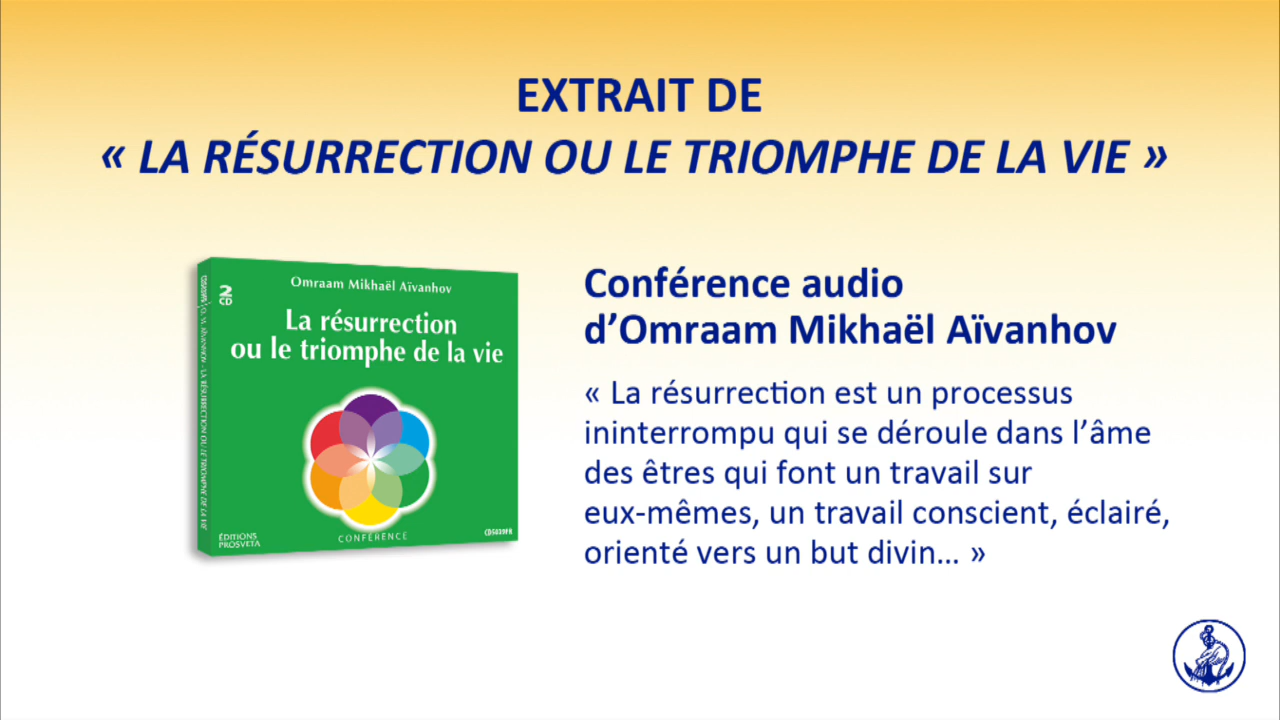 EXTRAIT DE
« LA RÉSURRECTION OU LE TRIOMPHE DE LA VIE »
2
CD
Omraam Mikhaël Aïvanhov
La résurrection
ou le triomphe de la vie
CONFÉRENCE
ÉDITIONS
PROSVETA
CD5039FR
Conférence audio
d’Omraam Mikhaël Aïvanhov
« La résurrection est un processus
ininterrompu qui se déroule dans l’âme
des êtres qui font un travail sur
eux-mêmes, un travail conscient, éclairé,
orienté vers un but divin... »